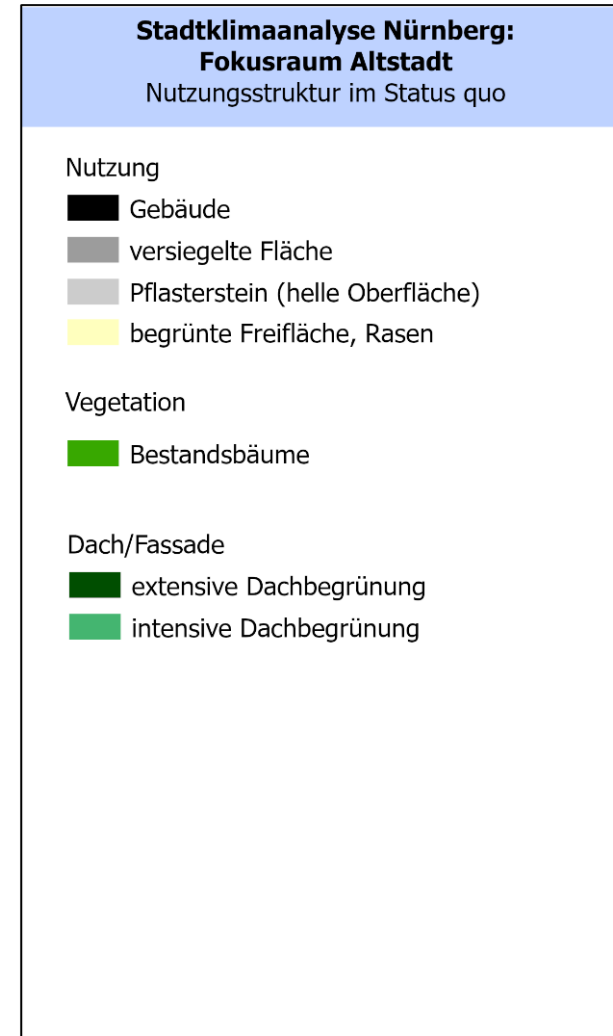 Stadtklimaanalyse Nürnberg:
Fokusraum Altstadt
Nutzungsstruktur im Status quo
Nutzung
Gebäude
versiegelte Fläche
Pflasterstein (helle Oberfläche)
begrünte Freifläche, Rasen
Vegetation
Bestandsbäume
Dach/Fassade
extensive Dachbegrünung
intensive Dachbegrünung